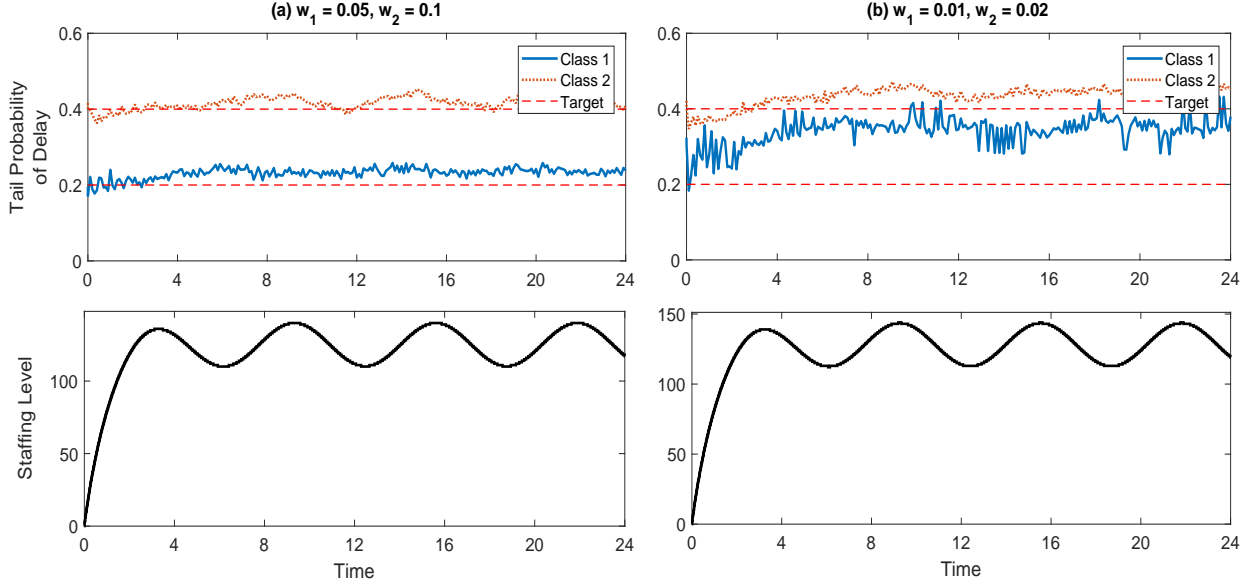 (a) w1 = 0.05, w2 = 0.1
0.6
0.4
0.2
0
Tail Probability
of Delay
Class 1
Class 2
Target
0 4 8 12 16 20 24
(b) w1 = 0.01, w2 = 0.02
0.6
0.4
0.2
0
Class 1
Class 2
Target
0 4 8 12 16 20 24
Staffing Level
100
50
0
0 4 8 12 16 20 24
Time
150
100
50
0
0 4 8 12 16 20 24
Time